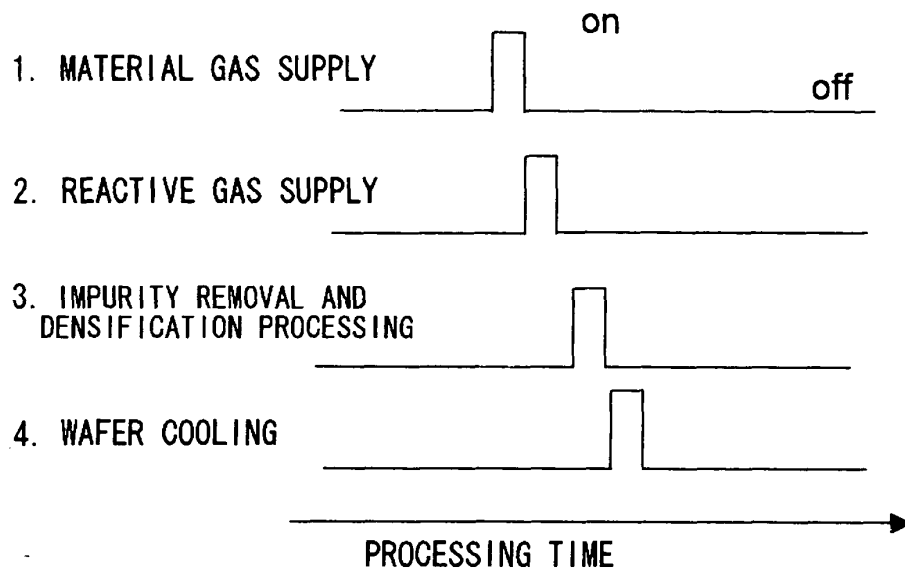 on
1. MATERIAL GAS SUPPLY
off
2. REACTIVE GAS SUPPLY
3. IMPURITY REMOVAL AND
DENSIFICATION PROCESSING
4. WAFER COOLING
PROCESSING TIME